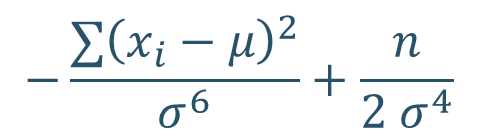 − ∑(xᵢ − μ)² / σ⁶ + n / 2 σ⁴